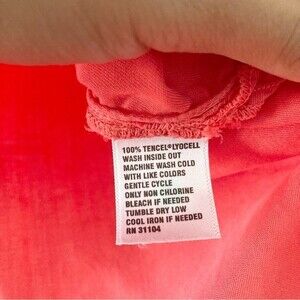 100% TENCEL®LYOCELL
WASH INSIDE OUT
MACHINE WASH COLD
WITH LIKE COLORS
GENTLE CYCLE
ONLY NON CHLORINE
BLEACH IF NEEDED
TUMBLE DRY LOW
COOL IRON IF NEEDED
RN 31104